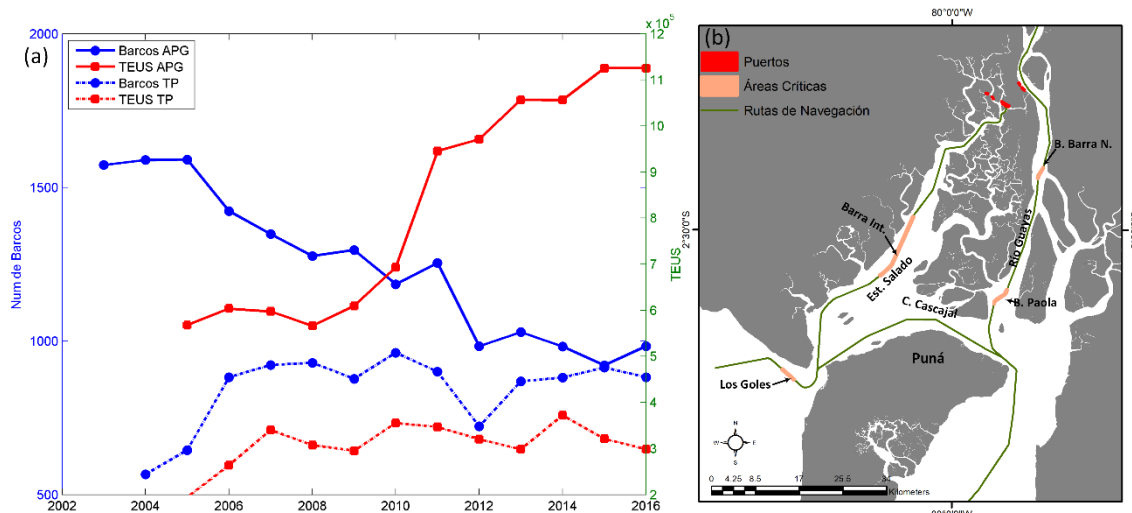 (a)
Barcos APG
TEUS APG
Barcos TP
TEUS TP
Num de Barcos
2000
1500
1000
500
2002
2004
2006
2008
2010
2012
2014
2016
x 10⁵
12
11
10
9
8
7
6
5
4
3
2
TEUS
(b)
Puertos
Áreas Críticas
Rutas de Navegación
80°0'0"W
2°30'0"S
B. Barra N.
Barra Int.
Río Guayas
Est. Salado
C. Cascajal
B. Paola
Puná
Los Goles
N
W
E
S
0 4.25 8.5 17 25.5 34
Kilometers